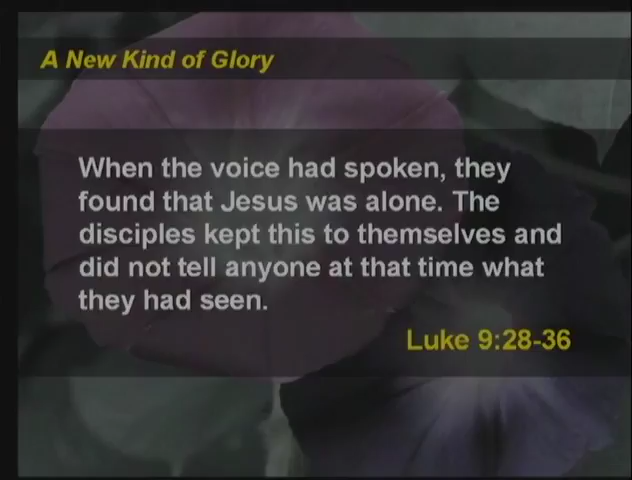 A New Kind of Glory
When the voice had spoken, they
found that Jesus was alone. The
disciples kept this to themselves and
did not tell anyone at that time what
they had seen.
Luke 9:28-36